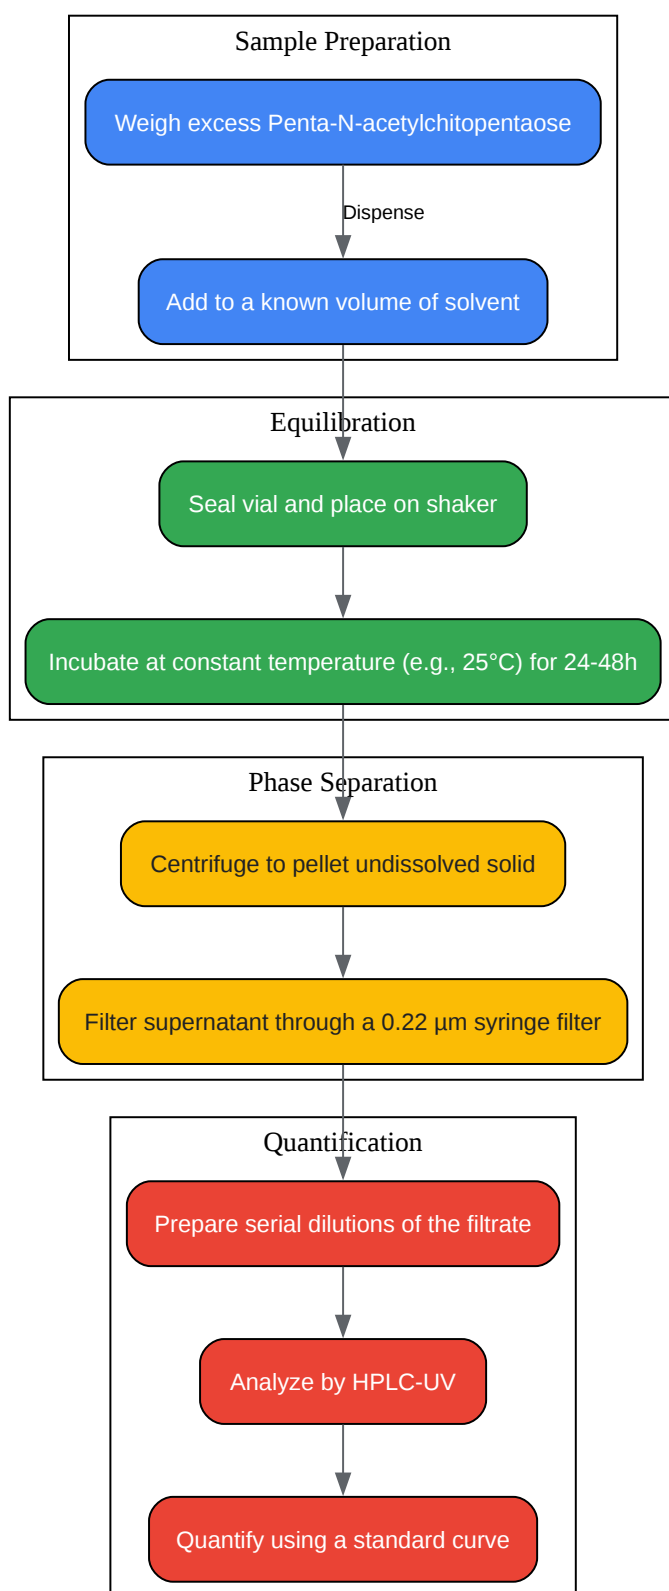 Sample Preparation
Weigh excess Penta-N-acetylchitopentaose
Dispense
Add to a known volume of solvent
Equilibration
Seal vial and place on shaker
Incubate at constant temperature (e.g., 25°C) for 24-48h
Phase Separation
Centrifuge to pellet undissolved solid
Filter supernatant through a 0.22 µm syringe filter
Quantification
Prepare serial dilutions of the filtrate
Analyze by HPLC-UV
Quantify using a standard curve